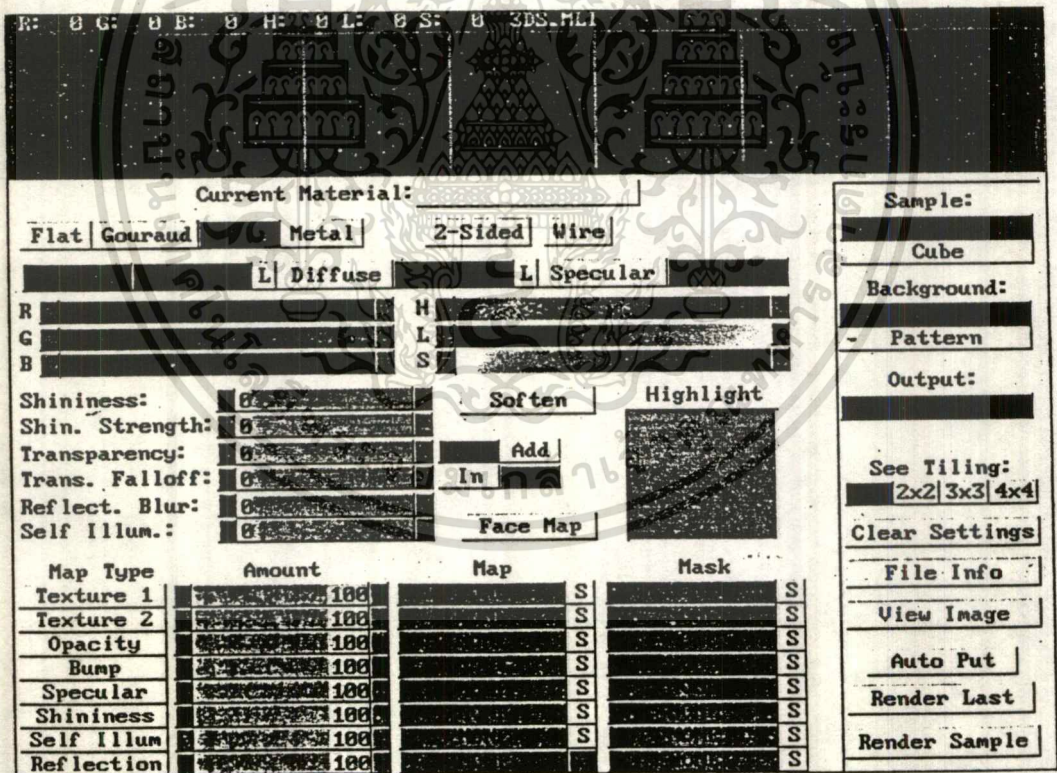 R: 0 G: 0 B: 0 H: 0 L: 0 S: 0 3DS.MLI
Current Material:
Flat Gouraud Metal 2-Sided Wire
L Diffuse L Specular
R H
G L
B S
Shininess: 0 Soften Highlight
Shin. Strength: 0
Transparency: 0 Add
Trans. Falloff: 0 In
Reflect. Blur: 0
Self Illum.: 0 Face Map
Map Type Amount Map Mask
Texture 1 100 S S
Texture 2 100 S S
Opacity 100 S S
Bump 100 S S
Specular 100 S S
Shininess 100 S S
Self Illum 100 S S
Reflection 100 S
Sample:
Cube
Background:
- Pattern
Output:
See Tiling:
2x2 3x3 4x4
Clear Settings
File Info
View Image
Auto Put
Render Last
Render Sample